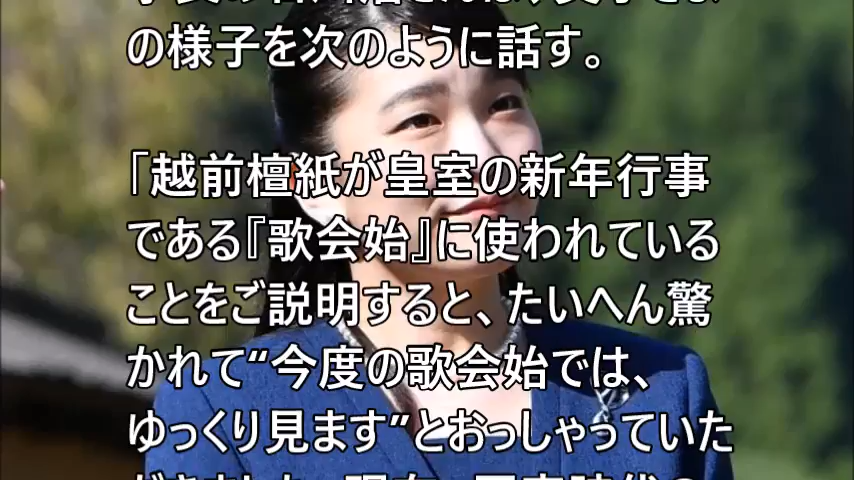 の様子を次のように話す。
「越前檀紙が皇室の新年行事
である『歌会始』に使われている
ことをご説明すると、たいへん驚
かれて“今度の歌会始では、
ゆっくり見ます”とおっしゃっていた